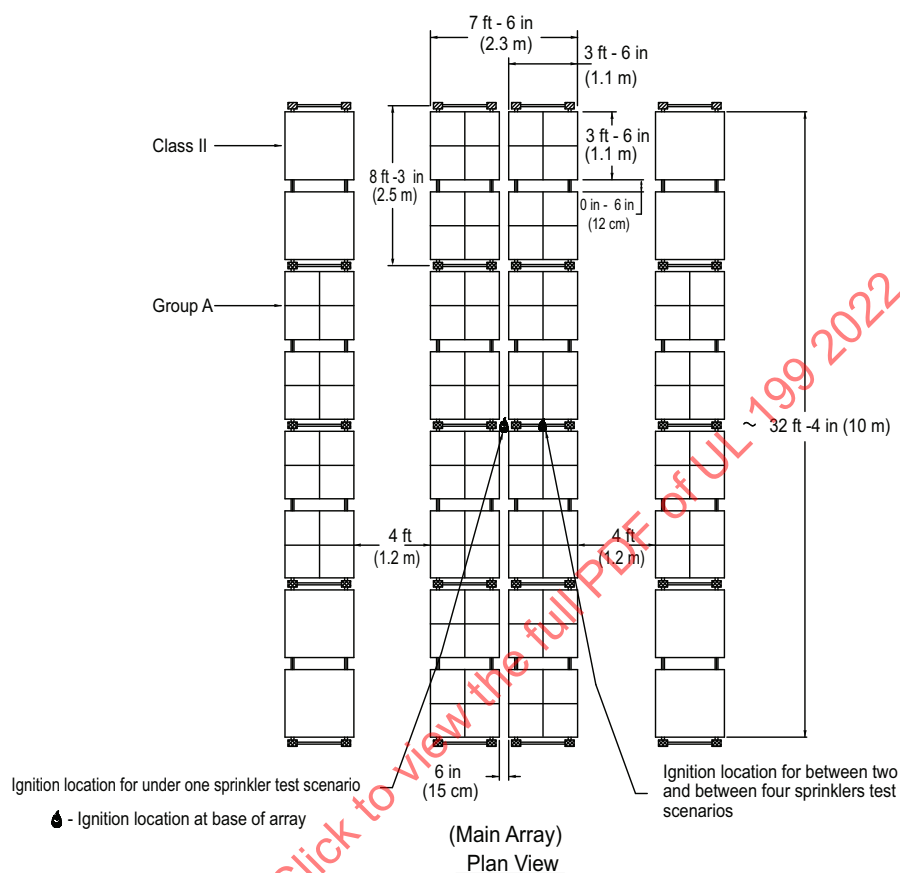 7 ft - 6 in
(2.3 m)
3 ft - 6 in
(1.1 m)
Class II
3 ft - 6 in
(1.1 m)
8 ft -3 in
(2.5 m)
0 in - 6 in
(12 cm)
Group A
~ 32 ft -4 in (10 m)
4 ft
(1.2 m)
4 ft
(1.2 m)
6 in
(15 cm)
Ignition location for under one sprinkler test scenario
- Ignition location at base of array
Ignition location for between two
and between four sprinklers test
scenarios
(Main Array)
Plan View
Click to view the full PDF of UL 199 2022